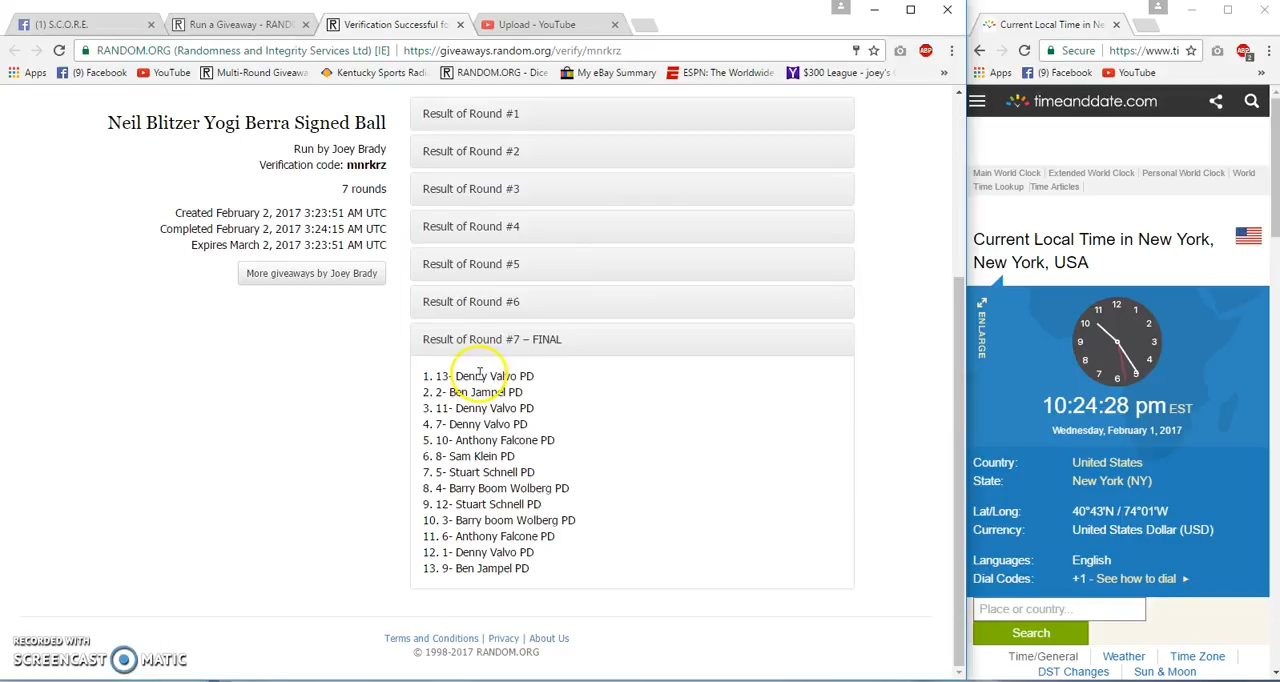 (1) S.C.O.R.E.
Run a Giveaway - RANDO
Verification Successful fo
Upload - YouTube
Current Local Time in Ne
RANDOM.ORG (Randomness and Integrity Services Ltd) [IE] | https://giveaways.random.org/verify/mnrkrz
Secure | https://www.ti
Apps (9) Facebook YouTube Multi-Round Giveawa Kentucky Sports Radi RANDOM.ORG - Dice My eBay Summary ESPN: The Worldwide $300 League - joey's
Apps (9) Facebook YouTube
Neil Blitzer Yogi Berra Signed Ball
Run by Joey Brady
Verification code: mnrkrz
7 rounds
Created February 2, 2017 3:23:51 AM UTC
Completed February 2, 2017 3:24:15 AM UTC
Expires March 2, 2017 3:23:51 AM UTC
More giveaways by Joey Brady
Result of Round #1
Result of Round #2
Result of Round #3
Result of Round #4
Result of Round #5
Result of Round #6
Result of Round #7 – FINAL
1. 13- Denny Valvo PD
2. 2- Ben Jampel PD
3. 11- Denny Valvo PD
4. 7- Denny Valvo PD
5. 10- Anthony Falcone PD
6. 8- Sam Klein PD
7. 5- Stuart Schnell PD
8. 4- Barry Boom Wolberg PD
9. 12- Stuart Schnell PD
10. 3- Barry boom Wolberg PD
11. 6- Anthony Falcone PD
12. 1- Denny Valvo PD
13. 9- Ben Jampel PD
Terms and Conditions | Privacy | About Us
© 1998-2017 RANDOM.ORG
RECORDED WITH
SCREENCAST MATIC
timeanddate.com
Main World Clock | Extended World Clock | Personal World Clock | World
Time Lookup | Time Articles |
Current Local Time in New York,
New York, USA
ENLARGE
12
1
2
3
4
5
6
7
8
9
10
11
10:24:28 pm EST
Wednesday, February 1, 2017
Country: United States
State: New York (NY)
Lat/Long: 40°43'N / 74°01'W
Currency: United States Dollar (USD)
Languages: English
Dial Codes: +1 - See how to dial
Place or country...
Search
Time/General | Weather | Time Zone
DST Changes | Sun & Moon